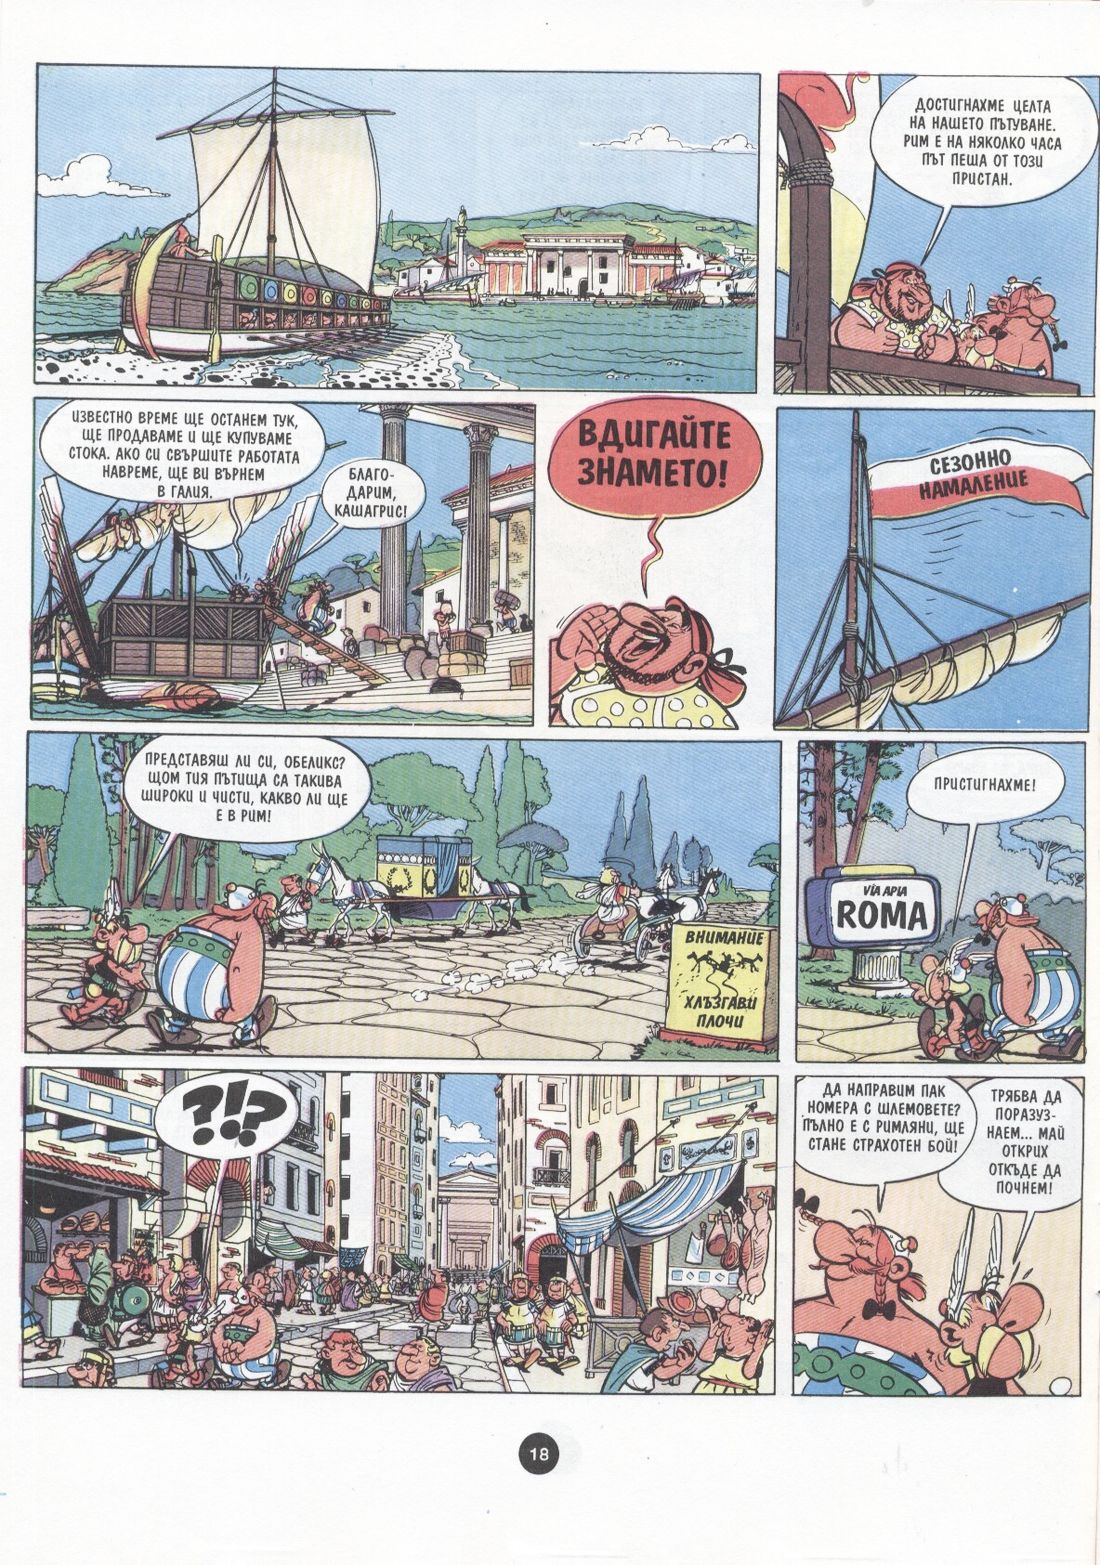 ДОСТИГНАХМЕ ЦЕЛТА
НА НАШЕТО ПЪТУВАНЕ.
РИМ Е НА НЯКОЛКО ЧАСА
ПЪТ ПЕША ОТ ТОЗИ
ПРИСТАН.
ИЗВЕСТНО ВРЕМЕ ЩЕ ОСТАНЕМ ТУК,
ЩЕ ПРОДАВАМЕ И ЩЕ КУПУВАМЕ
СТОКА. АКО СИ СВЪРШИТЕ РАБОТАТА
НАВРЕМЕ, ЩЕ ВИ ВЪРНЕМ
В ГАЛИЯ.
БЛАГО-
ДАРИМ,
КАШАГРИС!
ВДИГАЙТЕ
ЗНАМЕТО!
СЕЗОННО
НАМАЛЕНИЕ
ПРЕДСТАВЯШ ЛИ СИ, ОБЕЛИКС?
ЩОМ ТИЯ ПЪТИЩА СА ТАКИВА
ШИРОКИ И ЧИСТИ, КАКВО ЛИ ЩЕ
Е В РИМ!
ВНИМАНИЕ
ХЛЪЗГАВИ
ПЛОЧИ
ПРИСТИГНАХМЕ!
VIA APIA
ROMA
?!?
ДА НАПРАВИМ ПАК
НОМЕРА С ШЛЕМОВЕТЕ?
ПЪЛНО Е С РИМЛЯНИ, ЩЕ
СТАНЕ СТРАХОТЕН БОЙ!
ТРЯБВА ДА
ПОРАЗУЗ-
НАЕМ... МАЙ
ОТКРИХ
ОТКЪДЕ ДА
ПОЧНЕМ!
18